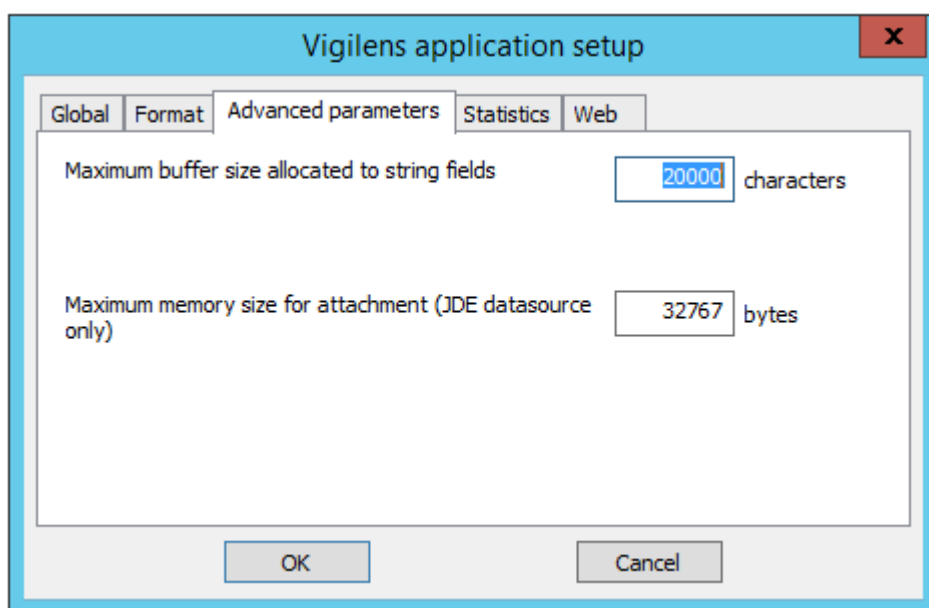 Vigilens application setup
x
Global Format Advanced parameters Statistics Web
Maximum buffer size allocated to string fields 20000 characters
Maximum memory size for attachment (JDE datasource
only) 32767 bytes
OK Cancel